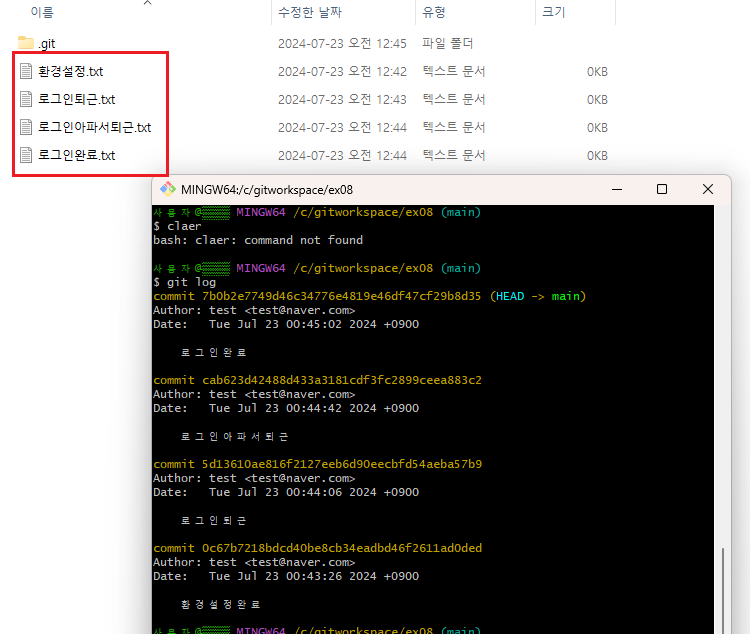 이름 수정한 날짜 유형 크기
.git 2024-07-23 오전 12:45 파일 폴더
환경설정.txt 2024-07-23 오전 12:42 텍스트 문서 0KB
로그인퇴근.txt 2024-07-23 오전 12:43 텍스트 문서 0KB
로그인아파서퇴근.txt 2024-07-23 오전 12:44 텍스트 문서 0KB
로그인완료.txt 2024-07-23 오전 12:44 텍스트 문서 0KB
MINGW64:/c/gitworkspace/ex08
사용자@ MINGW64 /c/gitworkspace/ex08 (main)
$ claer
bash: claer: command not found
사용자@ MINGW64 /c/gitworkspace/ex08 (main)
$ git log
commit 7b0b2e7749d46c34776e4819e46df47cf29b8d35 (HEAD -> main)
Author: test <test@naver.com>
Date: Tue Jul 23 00:45:02 2024 +0900
로그인완료
commit cab623d42488d433a3181cdf3fc2899ceea883c2
Author: test <test@naver.com>
Date: Tue Jul 23 00:44:42 2024 +0900
로그인아파서퇴근
commit 5d13610ae816f2127eeb6d90eecbfd54aeba57b9
Author: test <test@naver.com>
Date: Tue Jul 23 00:44:06 2024 +0900
로그인퇴근
commit 0c67b7218bdcd40be8cb34eadbd46f2611ad0ded
Author: test <test@naver.com>
Date: Tue Jul 23 00:43:26 2024 +0900
환경설정완료
사용자@ MINGW64 /c/gitworkspace/ex08 (main)